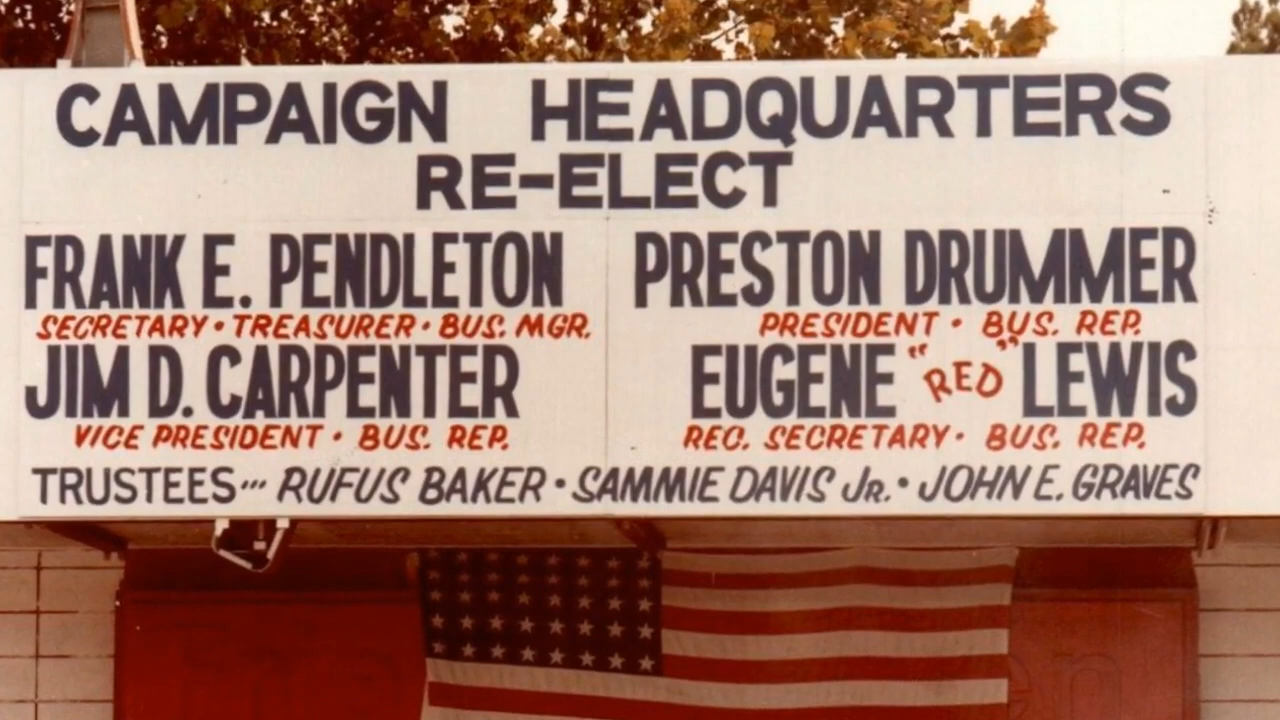 CAMPAIGN HEADQUARTERS
RE-ELECT
FRANK E. PENDLETON
SECRETARY • TREASURER • BUS. MGR.
PRESTON DRUMMER
PRESIDENT • BUS. REP.
JIM D. CARPENTER
VICE PRESIDENT • BUS. REP.
EUGENE "RED" LEWIS
REC. SECRETARY • BUS. REP.
TRUSTEES... RUFUS BAKER • SAMMIE DAVIS JR. • JOHN E. GRAVES